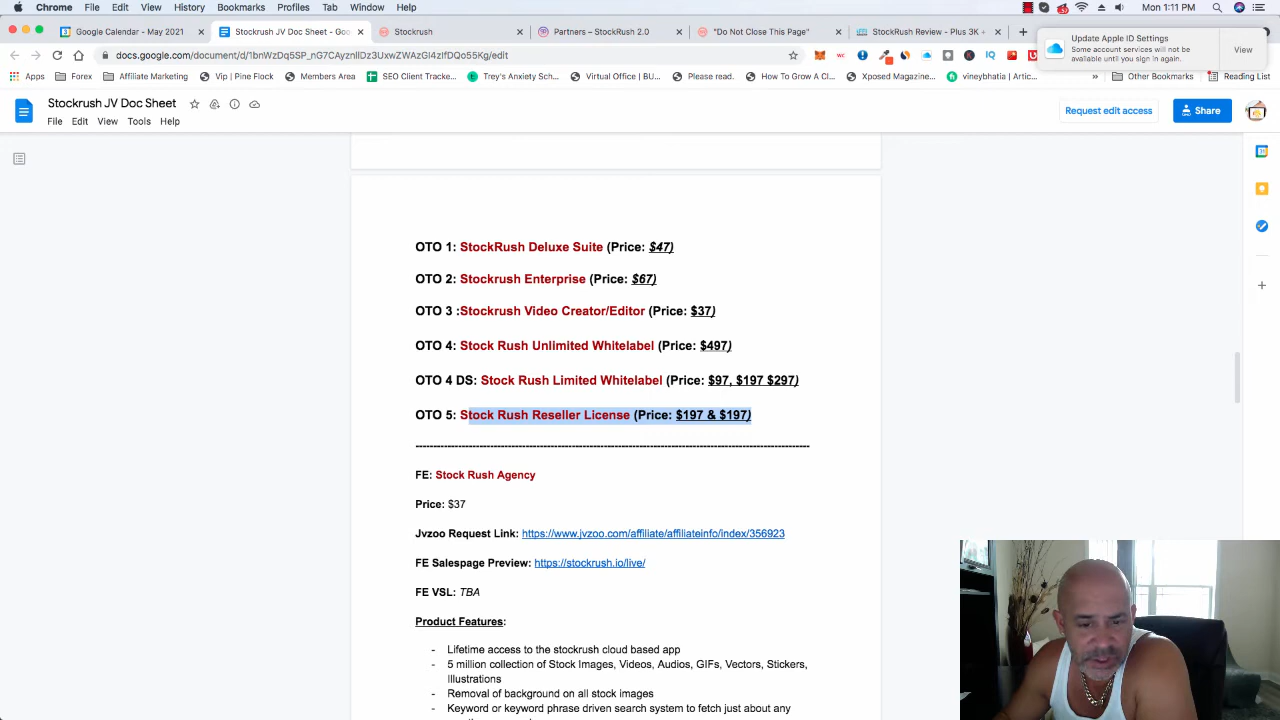 Chrome File Edit View History Bookmarks Profiles Tab Window Help Mon 1:11 PM
Google Calendar - May 2021 Stockrush JV Doc Sheet - Goo Stockrush Partners – StockRush 2.0 "Do Not Close This Page" StockRush Review - Plus 3K +
docs.google.com/document/d/1bnWzDq5SP_nG7CAyznlIDz3UxwZWAzGl4zIfDQo55Kg/edit
Apps Forex Affiliate Marketing Vip | Pine Flock Members Area SEO Client Tracke... Trey's Anxiety Sch... Virtual Office | BU... Please read. How To Grow A Cl... Xposed Magazine... vineybhatia | Artic... » Other Bookmarks Reading List
Update Apple ID Settings
Some account services will not be
available until you sign in again.
View
Stockrush JV Doc Sheet
File Edit View Tools Help
Request edit access
Share
OTO 1: StockRush Deluxe Suite (Price: $47)
OTO 2: Stockrush Enterprise (Price: $67)
OTO 3 :Stockrush Video Creator/Editor (Price: $37)
OTO 4: Stock Rush Unlimited Whitelabel (Price: $497)
OTO 4 DS: Stock Rush Limited Whitelabel (Price: $97, $197 $297)
OTO 5: Stock Rush Reseller License (Price: $197 & $197)
----------------------------------------------------------------------------------------
FE: Stock Rush Agency
Price: $37
Jvzoo Request Link: https://www.jvzoo.com/affiliate/affiliateinfo/index/356923
FE Salespage Preview: https://stockrush.io/live/
FE VSL: TBA
Product Features:
- Lifetime access to the stockrush cloud based app
- 5 million collection of Stock Images, Videos, Audios, GIFs, Vectors, Stickers,
Illustrations
- Removal of background on all stock images
- Keyword or keyword phrase driven search system to fetch just about any